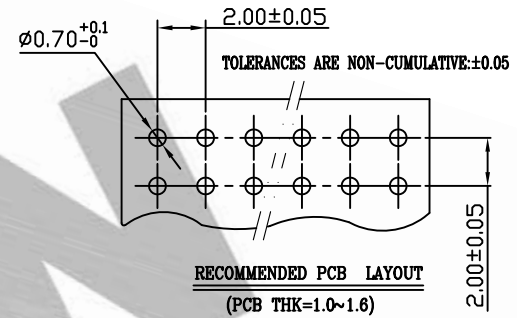 2.00±0.05
⌀0.70+0.1-0
TOLERANCES ARE NON-CUMULATIVE:±0.05
2.00±0.05
RECOMMENDED PCB LAYOUT
(PCB THK=1.0~1.6)